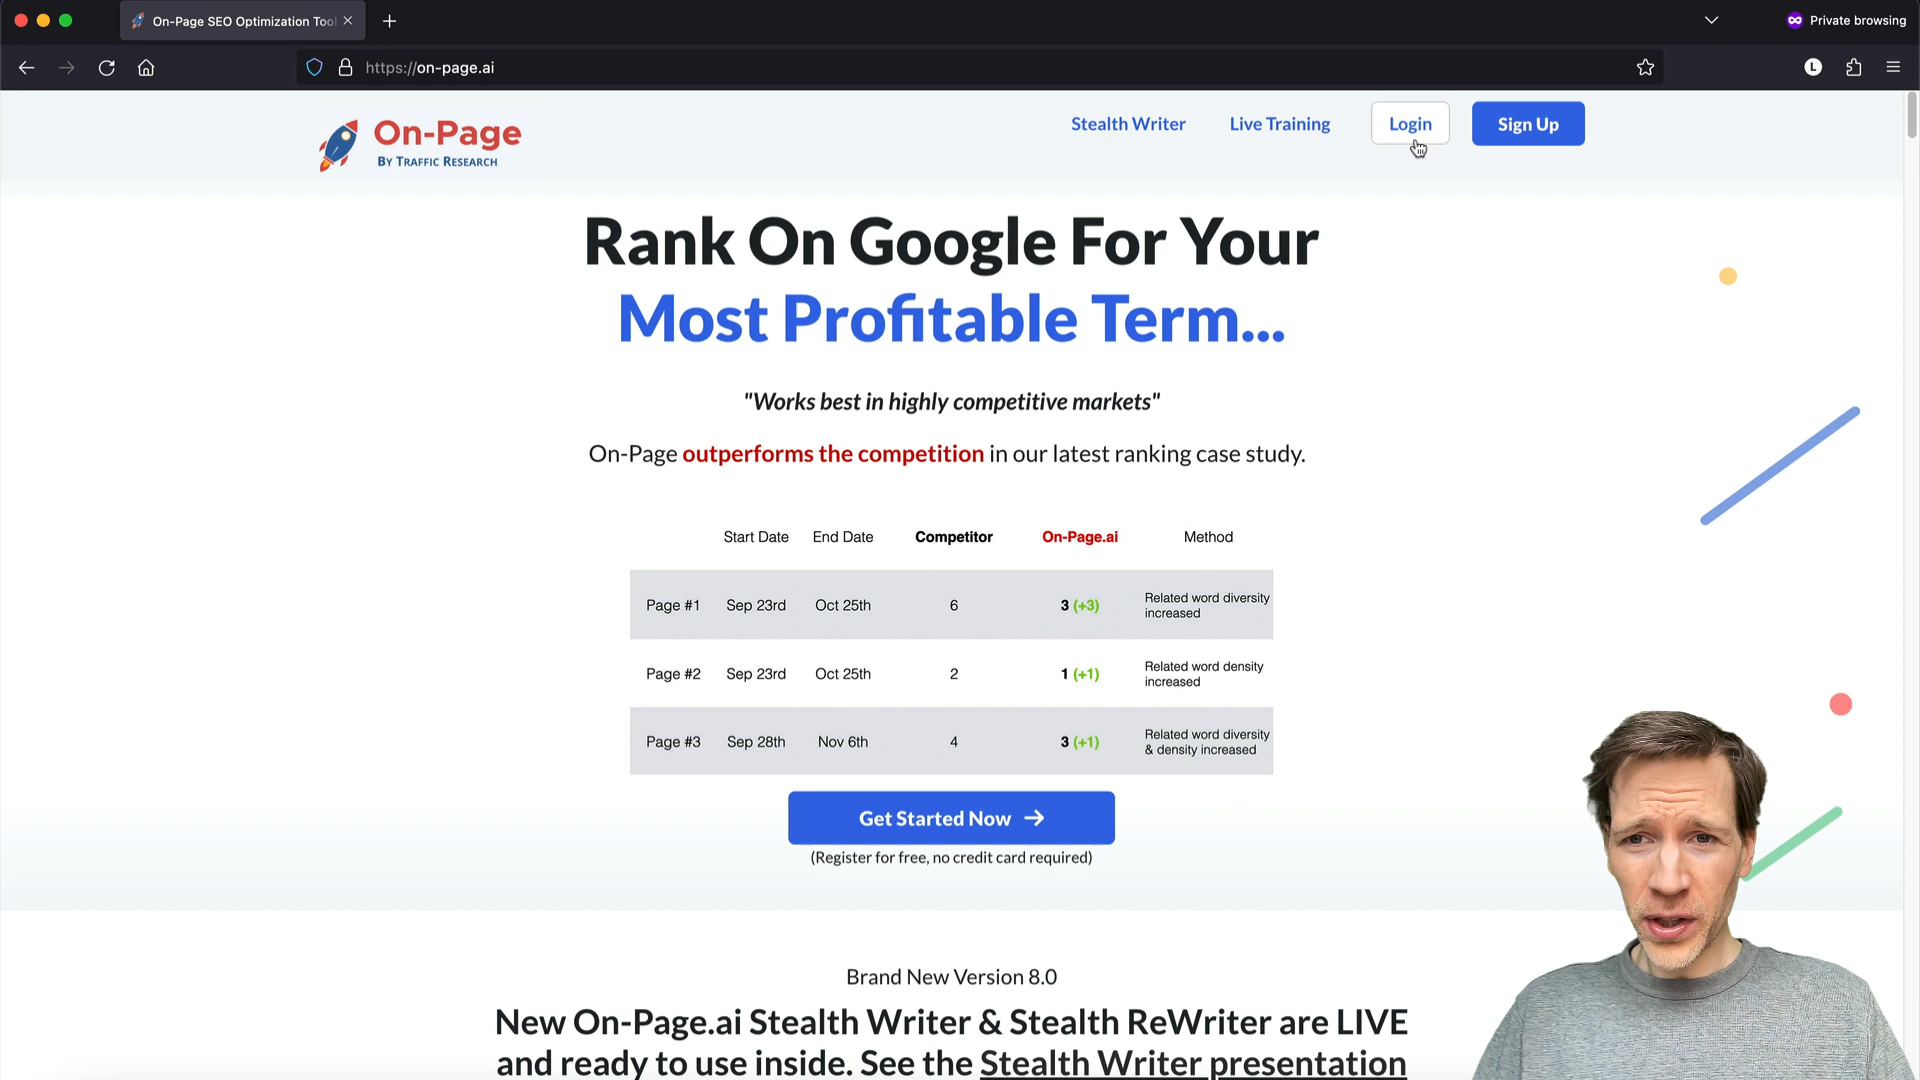 On-Page SEO Optimization Tool
Private browsing
https://on-page.ai
L
On-Page
BY TRAFFIC RESEARCH
Stealth Writer
Live Training
Login
Sign Up
Rank On Google For Your
Most Profitable Term...
"Works best in highly competitive markets"
On-Page outperforms the competition in our latest ranking case study.
Start Date End Date Competitor On-Page.ai Method
Page #1 Sep 23rd Oct 25th 6 3 (+3) Related word diversity
increased
Page #2 Sep 23rd Oct 25th 2 1 (+1) Related word density
increased
Page #3 Sep 28th Nov 6th 4 3 (+1) Related word diversity
& density increased
Get Started Now →
(Register for free, no credit card required)
Brand New Version 8.0
New On-Page.ai Stealth Writer & Stealth ReWriter are LIVE
and ready to use inside. See the Stealth Writer presentation